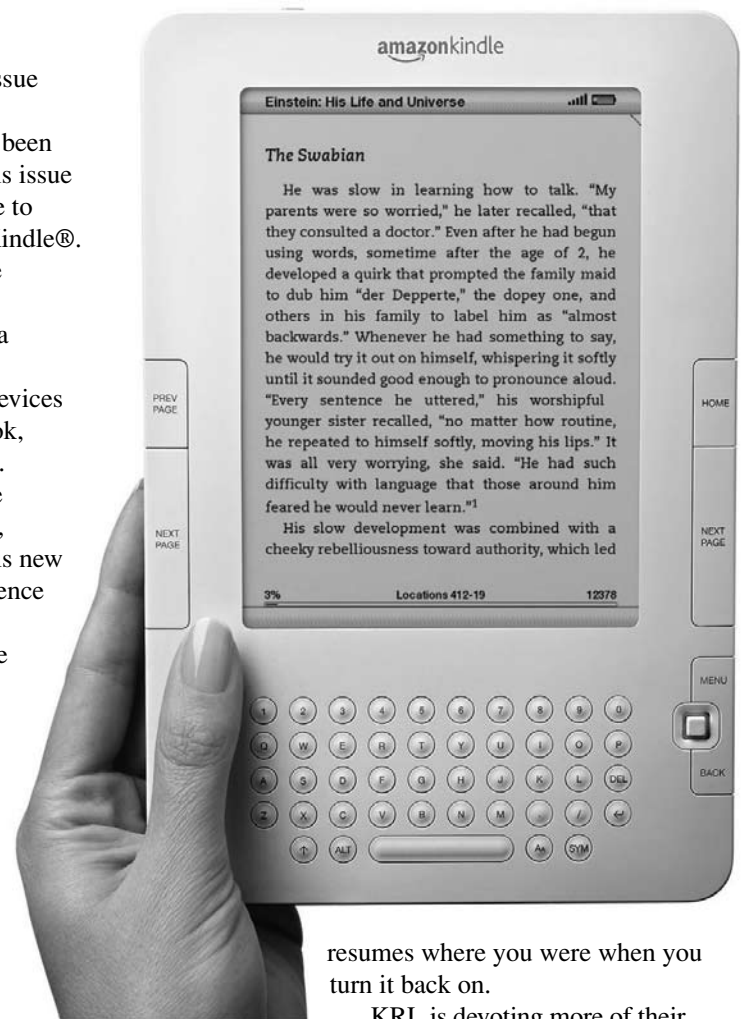 ssue
been
is issue
e to
indle®.
e
a
evices
ok,
.
e
,
is new
ence
e
amazonkindle
Einstein: His Life and Universe
The Swabian
He was slow in learning how to talk. “My
parents were so worried,” he later recalled, “that
they consulted a doctor.” Even after he had begun
using words, sometime after the age of 2, he
developed a quirk that prompted the family maid
to dub him “der Depperte,” the dopey one, and
others in his family to label him as “almost
backwards.” Whenever he had something to say,
he would try it out on himself, whispering it softly
until it sounded good enough to pronounce aloud.
“Every sentence he uttered,” his worshipful
younger sister recalled, “no matter how routine,
he repeated to himself softly, moving his lips.” It
was all very worrying, she said. “He had such
difficulty with language that those around him
feared he would never learn.”1
His slow development was combined with a
cheeky rebelliousness toward authority, which led
3% Locations 412-19 12378
PREV
PAGE
NEXT
PAGE
HOME
NEXT
PAGE
MENU
BACK
1 2 3 4 5 6 7 8 9 0
Q W E R T Y U I O P
A S D F G H J K L DEL
Z X C V B N M . / ↵
↑ ALT Aa SYM
resumes where you were when you
turn it back on.
KRL is devoting more of their